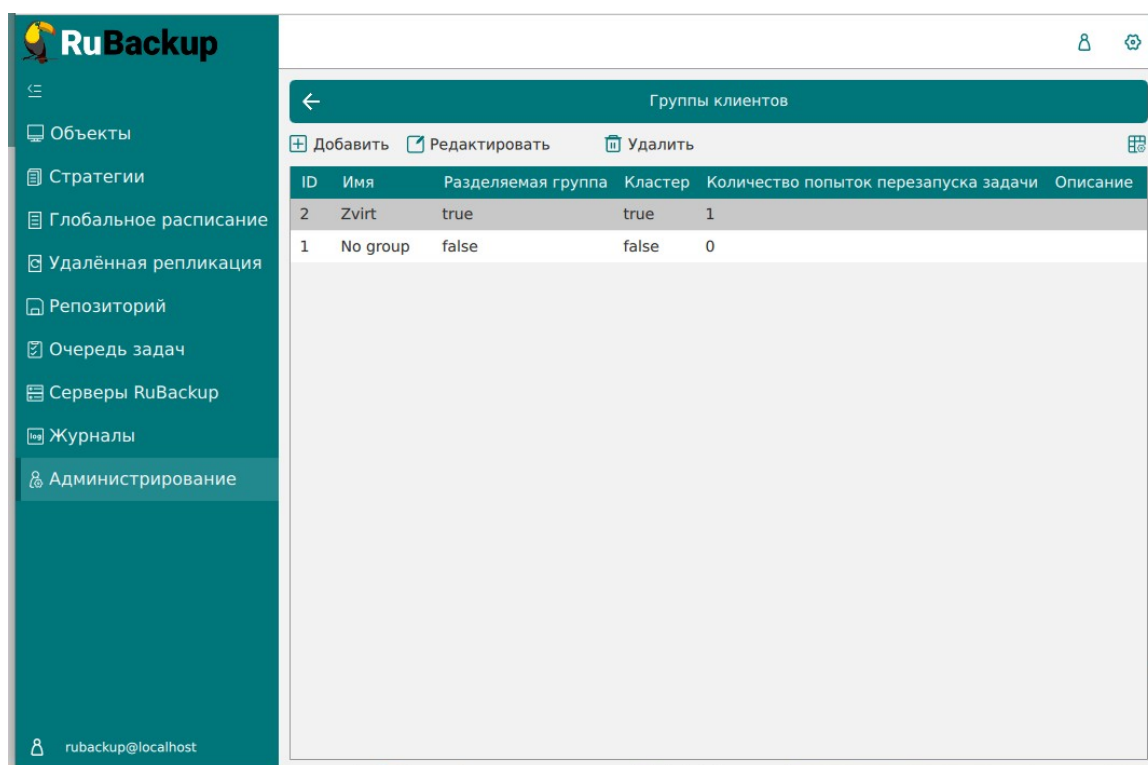 RuBackup
Группы клиентов
Объекты
Стратегии
Глобальное расписание
Удалённая репликация
Репозиторий
Очередь задач
Серверы RuBackup
Журналы
Администрирование
rubackup@localhost
Добавить Редактировать Удалить
ID Имя Разделяемая группа Кластер Количество попыток перезапуска задачи Описание
2 Zvirt true true 1
1 No group false false 0